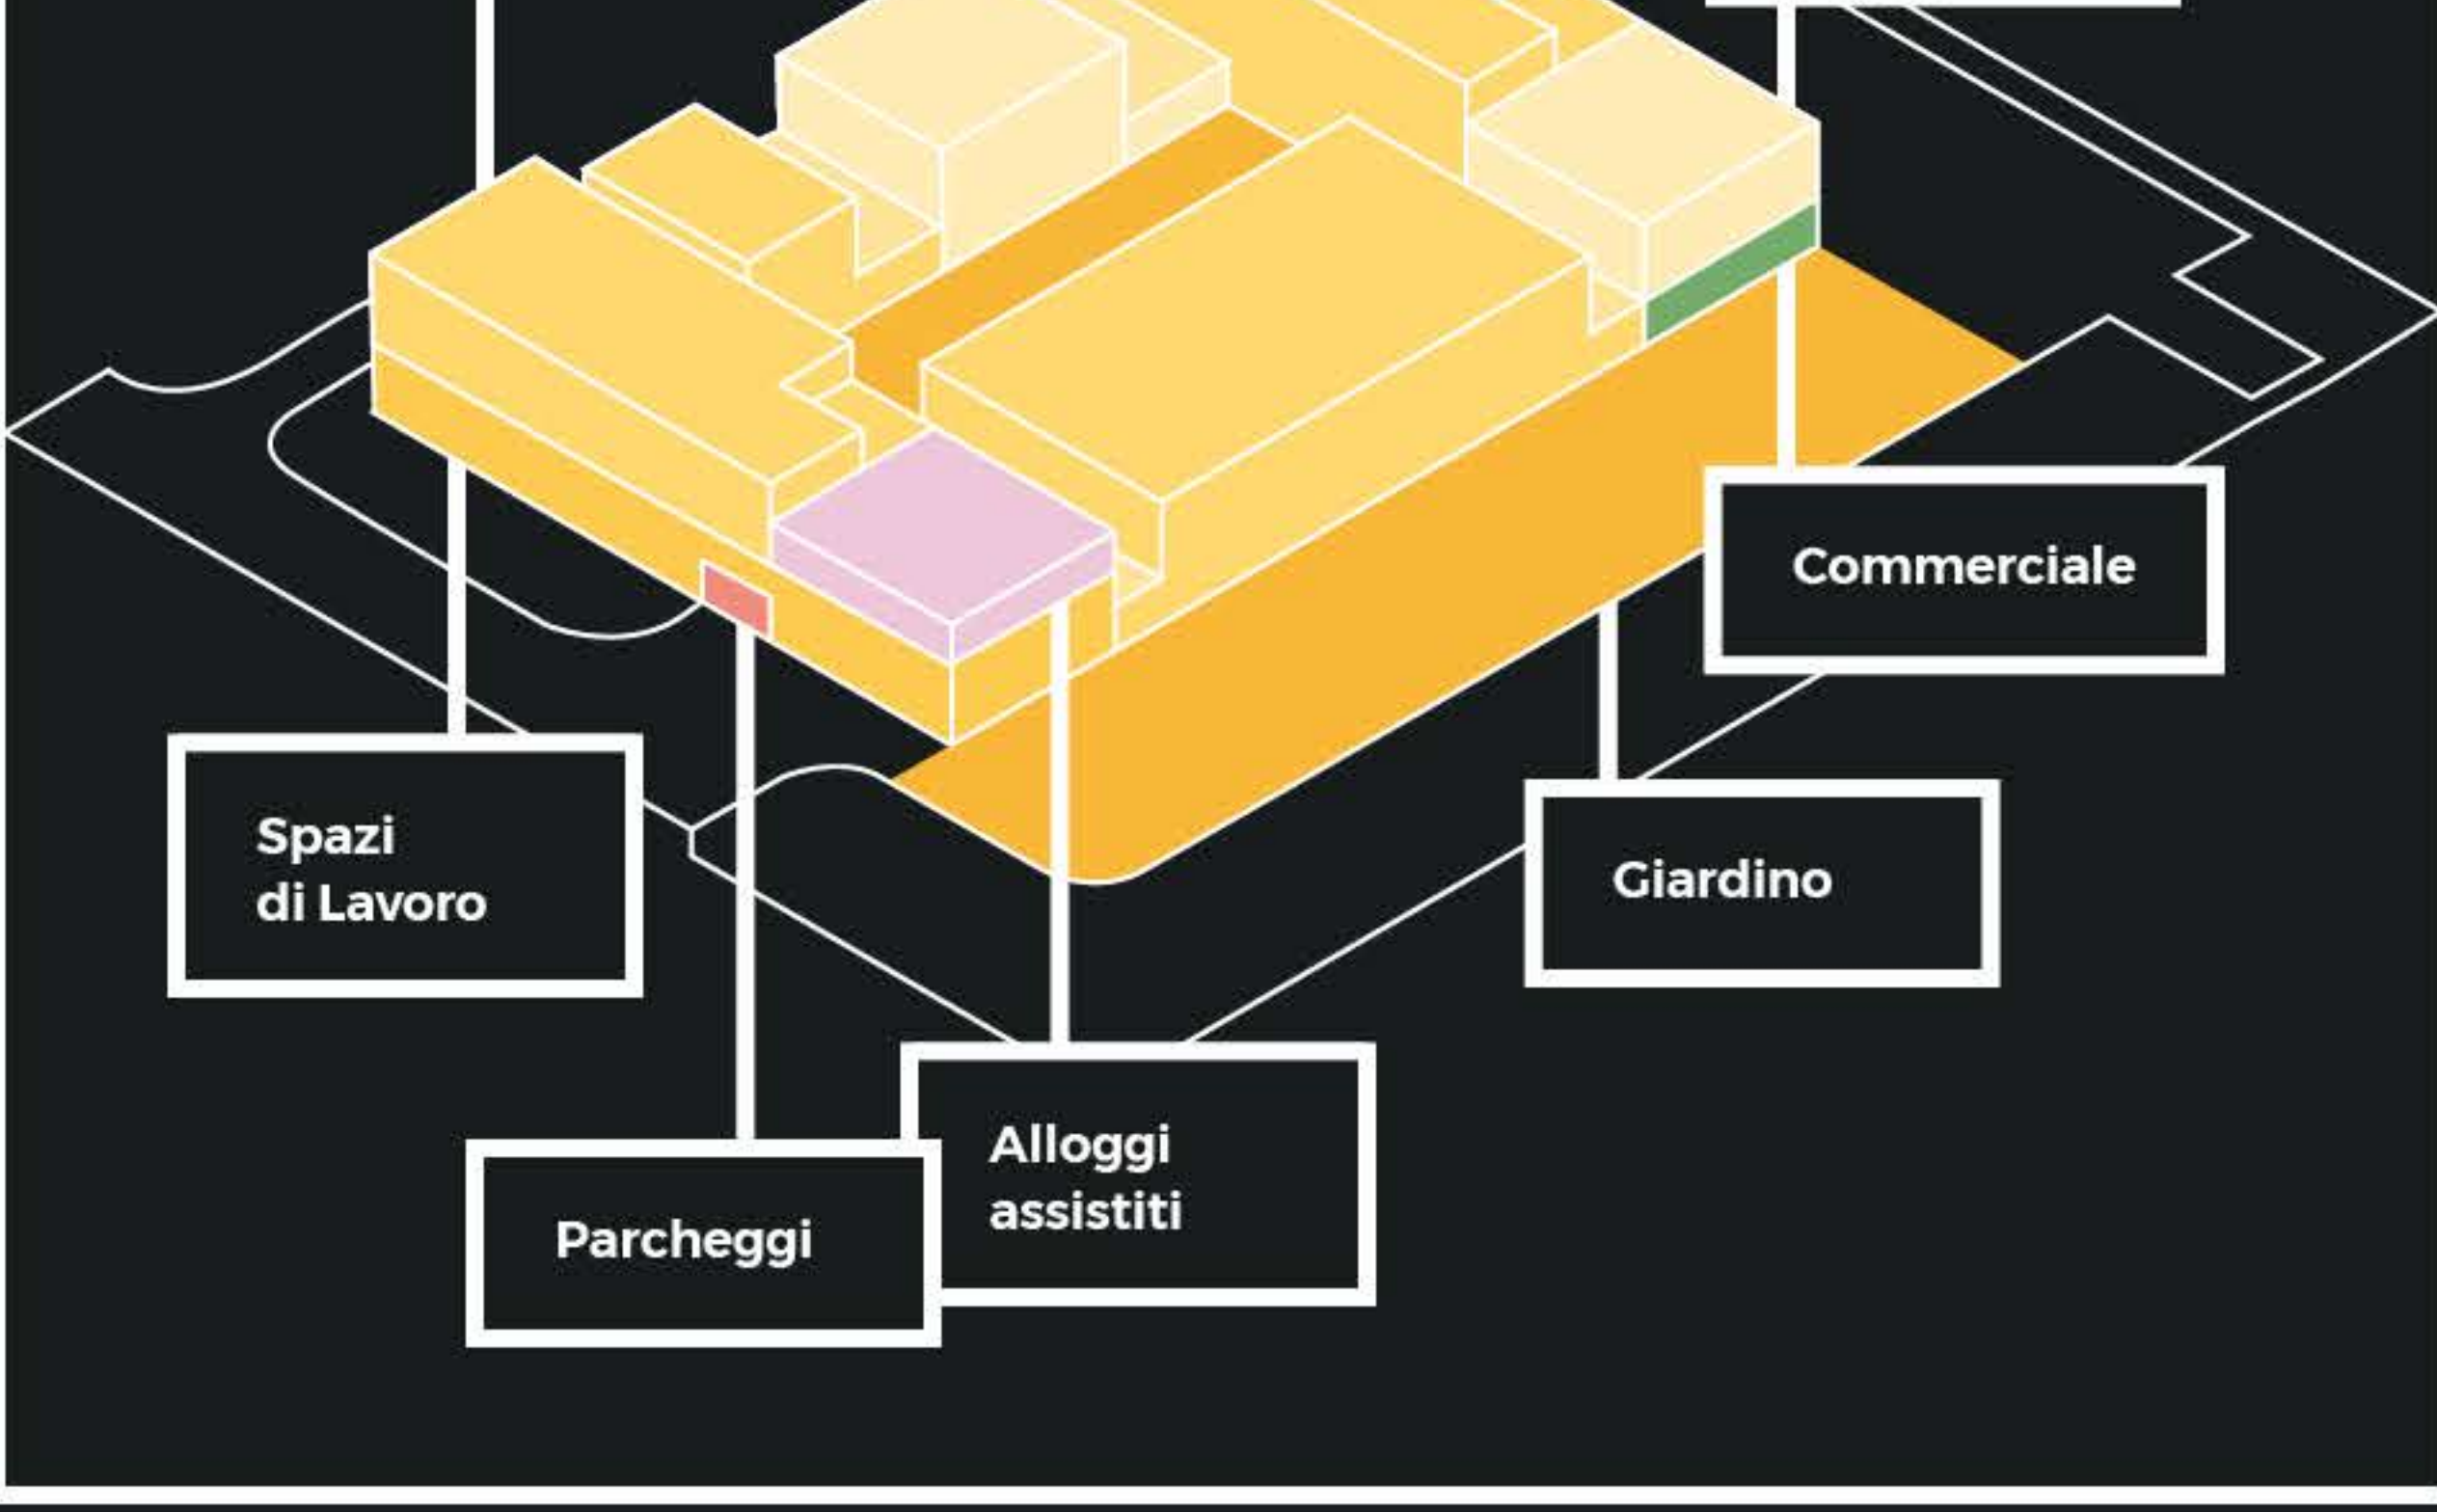 Commerciale
Spazi
di Lavoro
Giardino
Alloggi
assistiti
Parcheggi